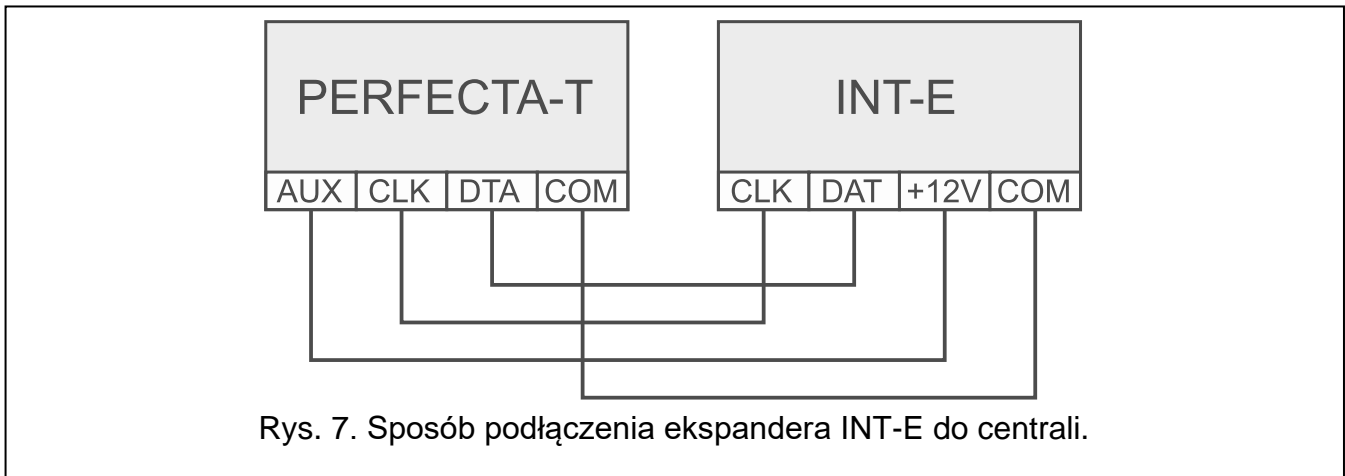 PERFECTA-T INT-E
AUX CLK DTA COM CLK DAT +12V COM
Rys. 7. Sposób podłączenia ekspandera INT-E do centrali.